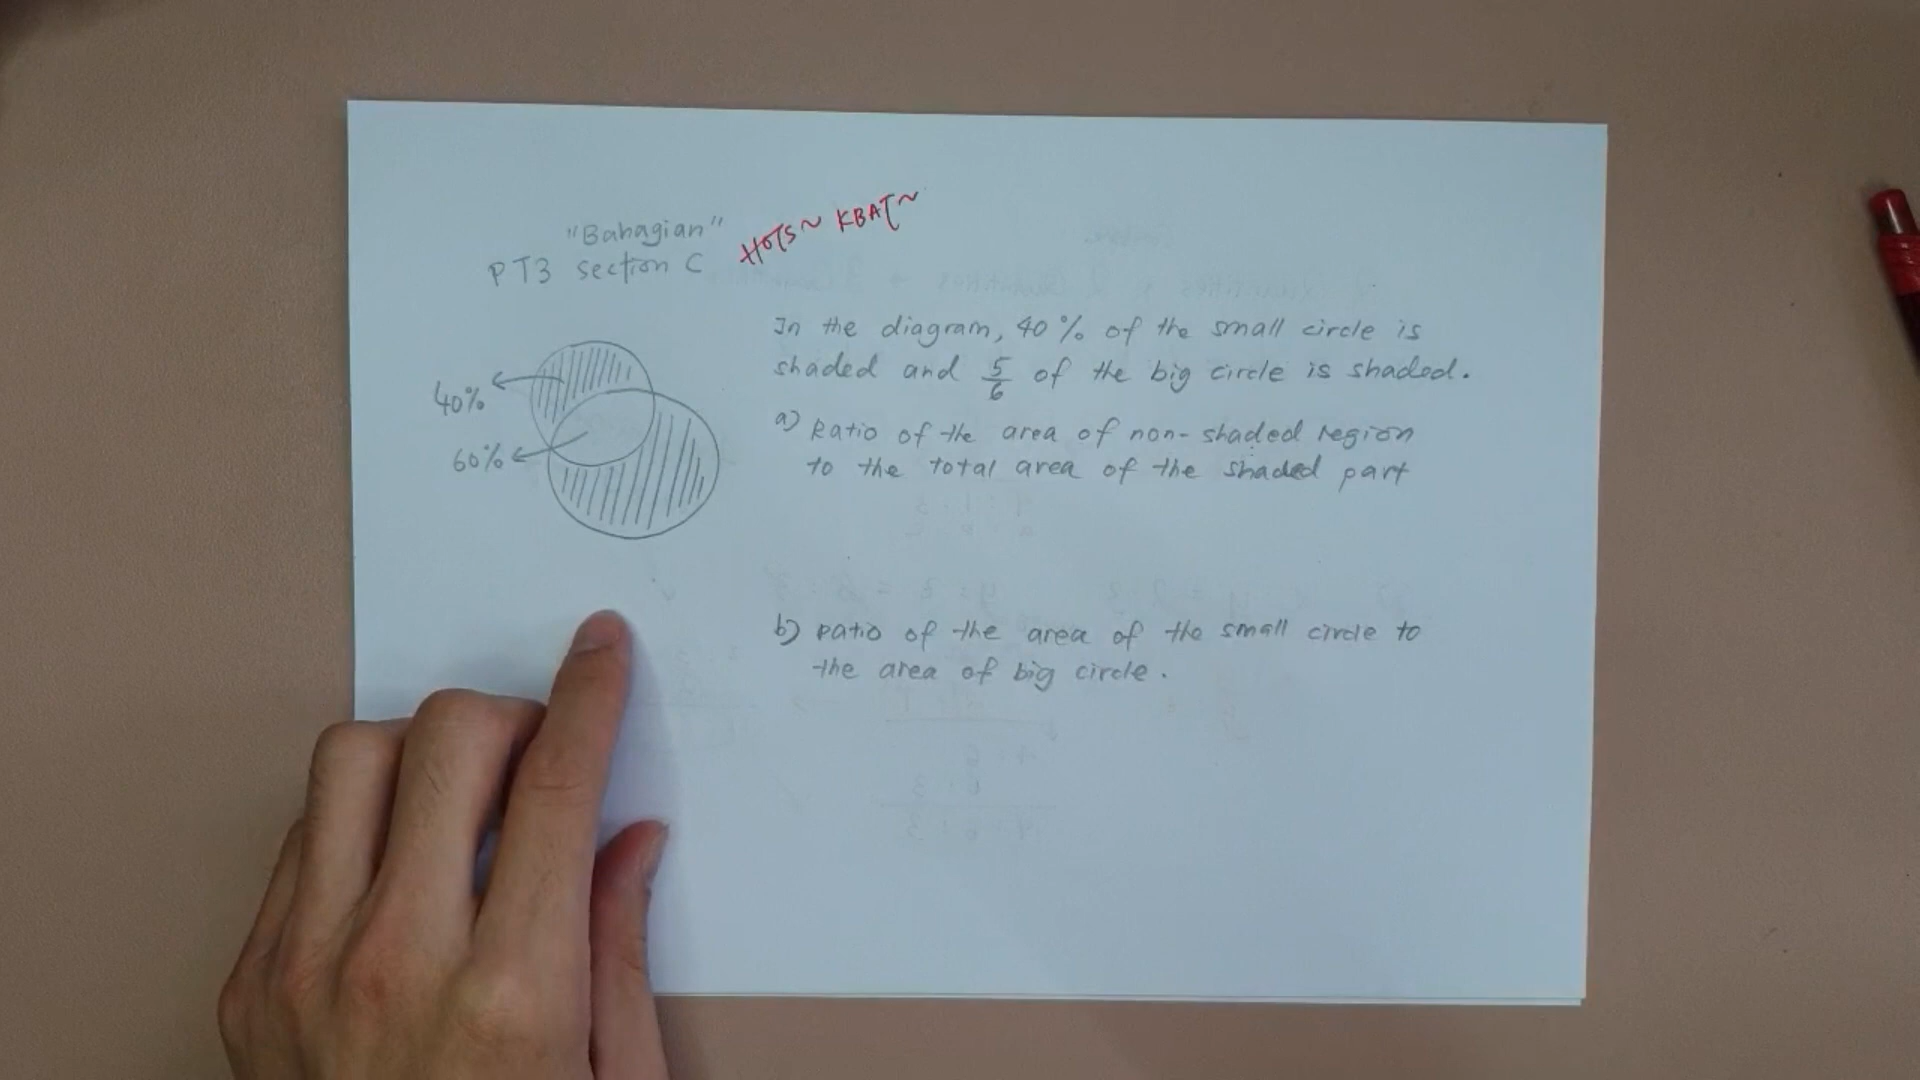 "Bahagian"
PT3 section C HOTS~ KBAT~
40%
60%
In the diagram, 40% of the small circle is
shaded and 5/6 of the big circle is shaded.
a) Ratio of the area of non-shaded region
to the total area of the shaded part
b) Ratio of the area of the small circle to
the area of big circle.